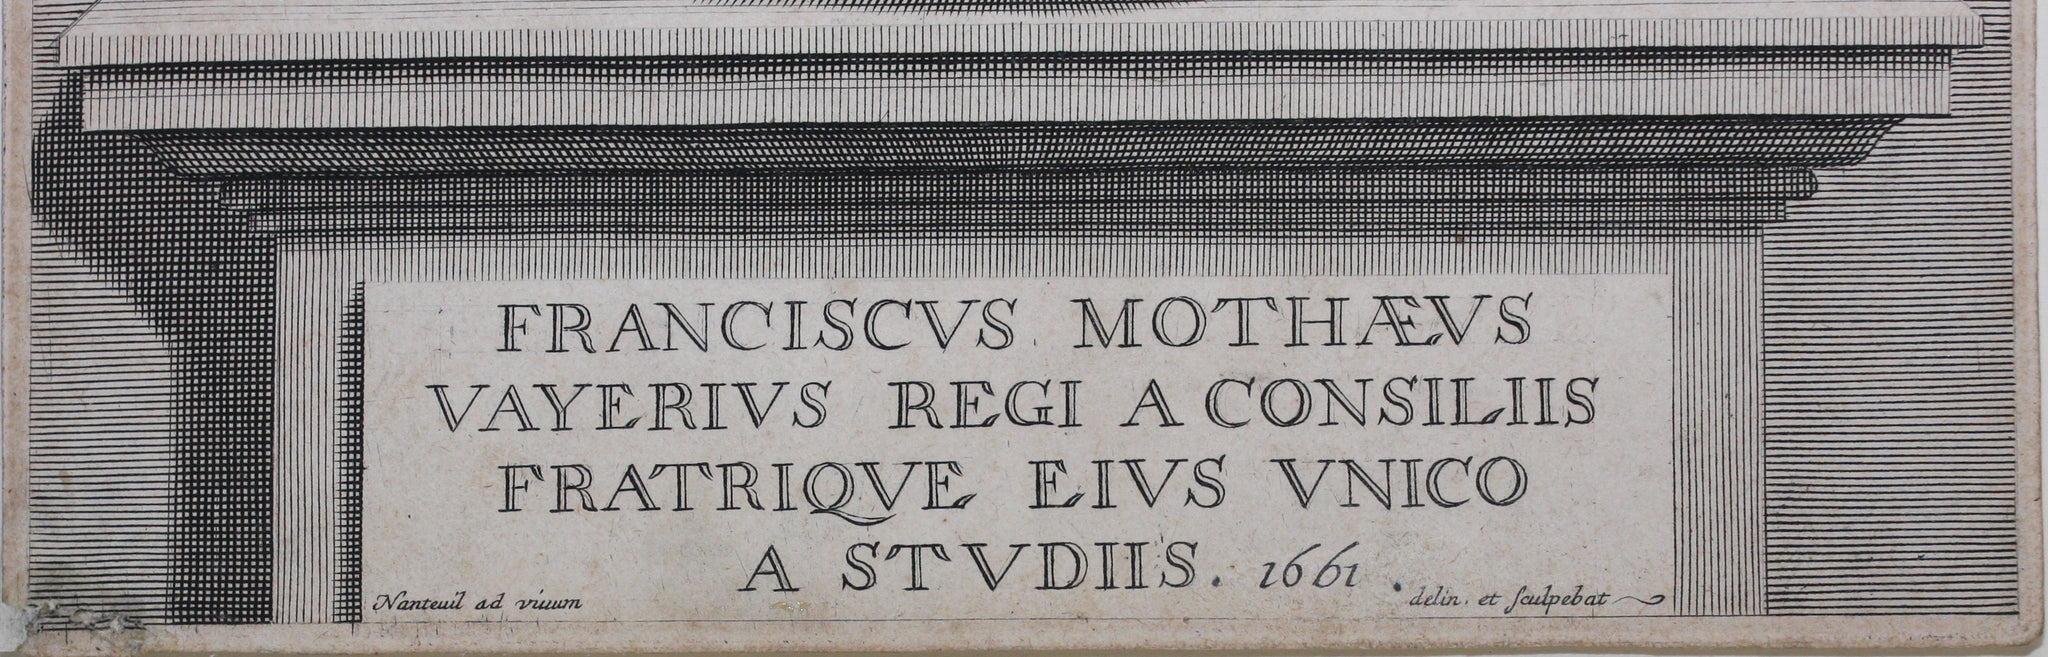 FRANCISCVS MOTHÆVS
VAYERIVS REGI A CONSILIIS
FRATRIQVE EIVS VNICO
A STVDIIS. 1661.
Nanteuil ad viuum delin. et sculpebat